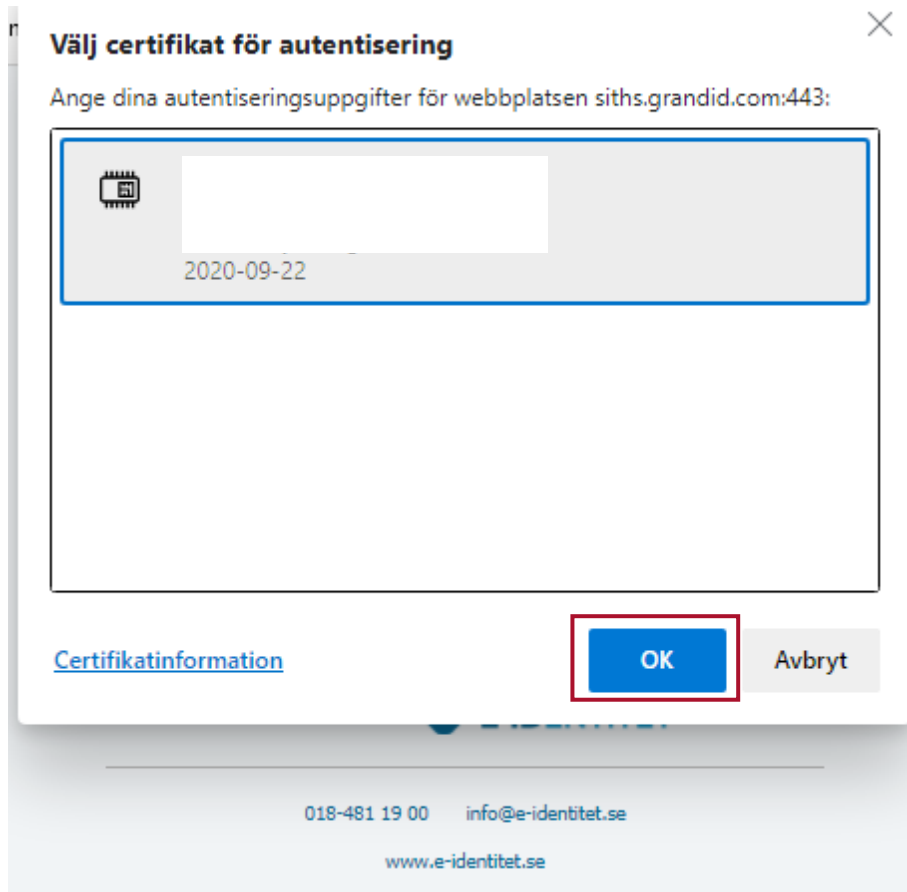 Välj certifikat för autentisering
Ange dina autentiseringsuppgifter för webbplatsen siths.grandid.com:443:
2020-09-22
Certifikatinformation
OK
Avbryt
018-481 19 00 info@e-identitet.se
www.e-identitet.se